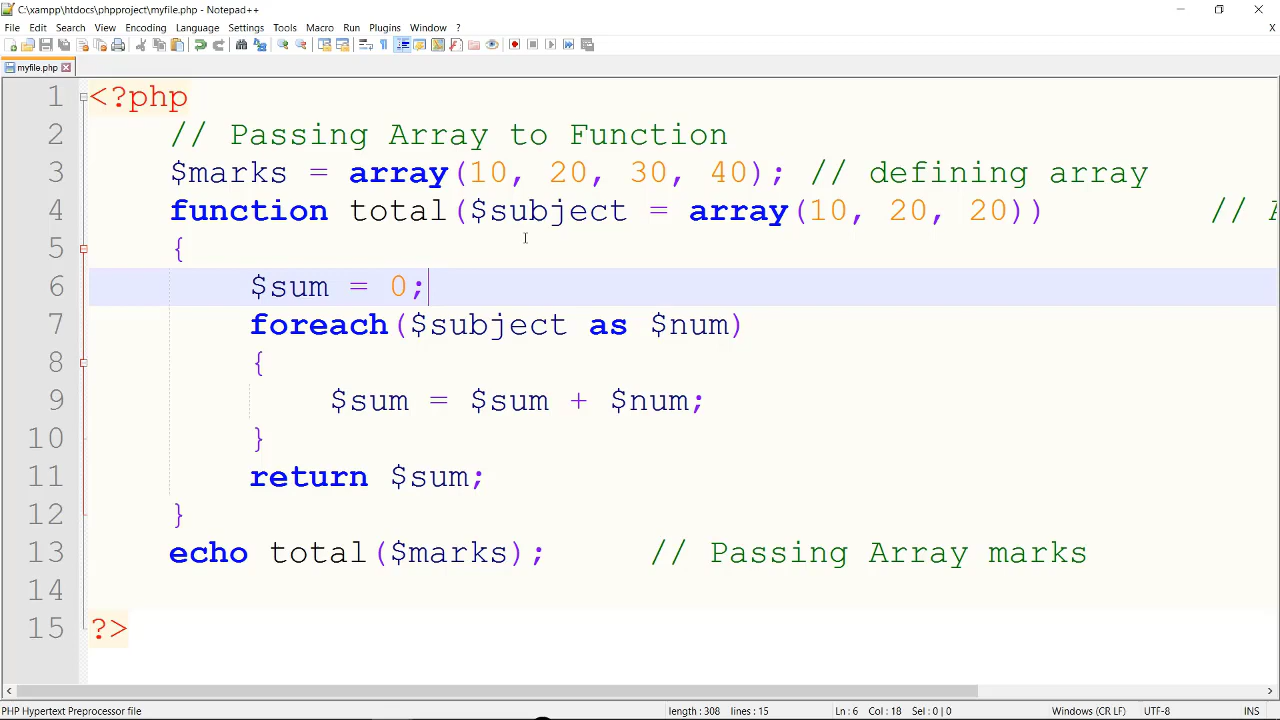 C:\xampp\htdocs\phpproject\myfile.php - Notepad++
File Edit Search View Encoding Language Settings Tools Macro Run Plugins Window ? X
myfile.php
1 <?php
2 // Passing Array to Function
3 $marks = array(10, 20, 30, 40); // defining array
4 function total($subject = array(10, 20, 20)) //
5 {
6 $sum = 0;
7 foreach($subject as $num)
8 {
9 $sum = $sum + $num;
10 }
11 return $sum;
12 }
13 echo total($marks); // Passing Array marks
14
15 ?>
PHP Hypertext Preprocessor file length : 308 lines : 15 Ln : 6 Col : 18 Sel : 0 | 0 Windows (CR LF) UTF-8 INS